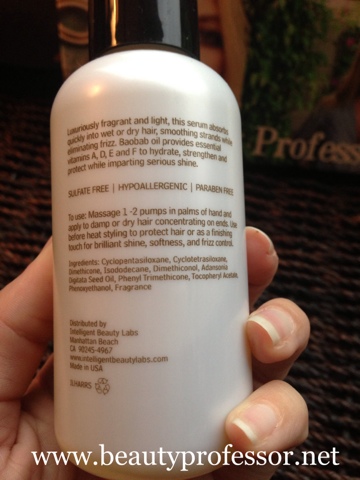 Profess
Luxuriously fragrant and light, this serum absorbs
quickly into wet or dry hair, smoothing strands while
eliminating frizz. Baobab oil provides essential
vitamins A, D, E and F to hydrate, strengthen and
protect while imparting serious shine.
SULFATE FREE | HYPOALLERGENIC | PARABEN FREE
To use: Massage 1 -2 pumps in palms of hand and
apply to damp or dry hair concentrating on ends. Use
before heat styling to protect hair or as a finishing
touch for brilliant shine, softness, and frizz control.
Ingredients: Cyclopentasiloxane, Cyclotetrasiloxane,
Dimethicone, Isododecane, Dimethiconol, Adansonia
Digitata Seed Oil, Phenyl Trimethicone, Tocopheryl Acetate,
Phenoxythanol, Fragrance
Distributed by
Intelligent Beauty Labs
Manhattan Beach
CA 90245-4967
www.intelligentbeautylabs.com
Made in USA
www.beautyprofessor.net